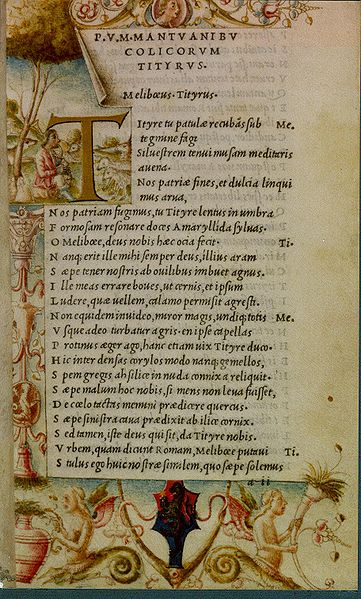 P. V. M. MANTVANI BV
COLICORVM
TITYRVS.
Melibœus. Tityrus.
TItyre tu patulæ recubãs sub Me.
tegmine fagi
Siluestrem tenui musam meditaris
auena.
Nos patriæ fines, et dulcia linqui
mus arua,
Nos patriam fugimus, tu Tityre lentus in umbra
Formosam resonare doces Amaryllida syluas.
O Melibœe, deus nobis hæc ocia fecit. Ti.
Nanq; erit ille mihi semper deus, illius aram
Sæpe tener nostris ab ouilibus imbuet agnus.
Ille meas errare boues, ut cernis, et ipsum
Ludere, quæ uellem, calamo permisit agresti.
Non equidem inuideo, miror magis, undiq; totis Me.
Vsque adeo turbatur agris. en ipse capellas
Protinus æger ago, hanc etiam uix Tityre duco.
Hic inter densas corylos modo nanq; gemellos,
Spem gregis ah silice in nuda connixa reliquit.
Sæpe malum hoc nobis, si mens non leua fuisset,
De cœlo tactas memini prædicere quercus.
Sæpe sinistra caua prædixit ab ilice cornix.
Sed tamen, iste deus qui sit, da Tityre nobis.
Vrbem, quam dicunt Romam, Melibœe putaui Ti.
Stultus ego huic nostræ similem, quo sæpe solemus
a-ii